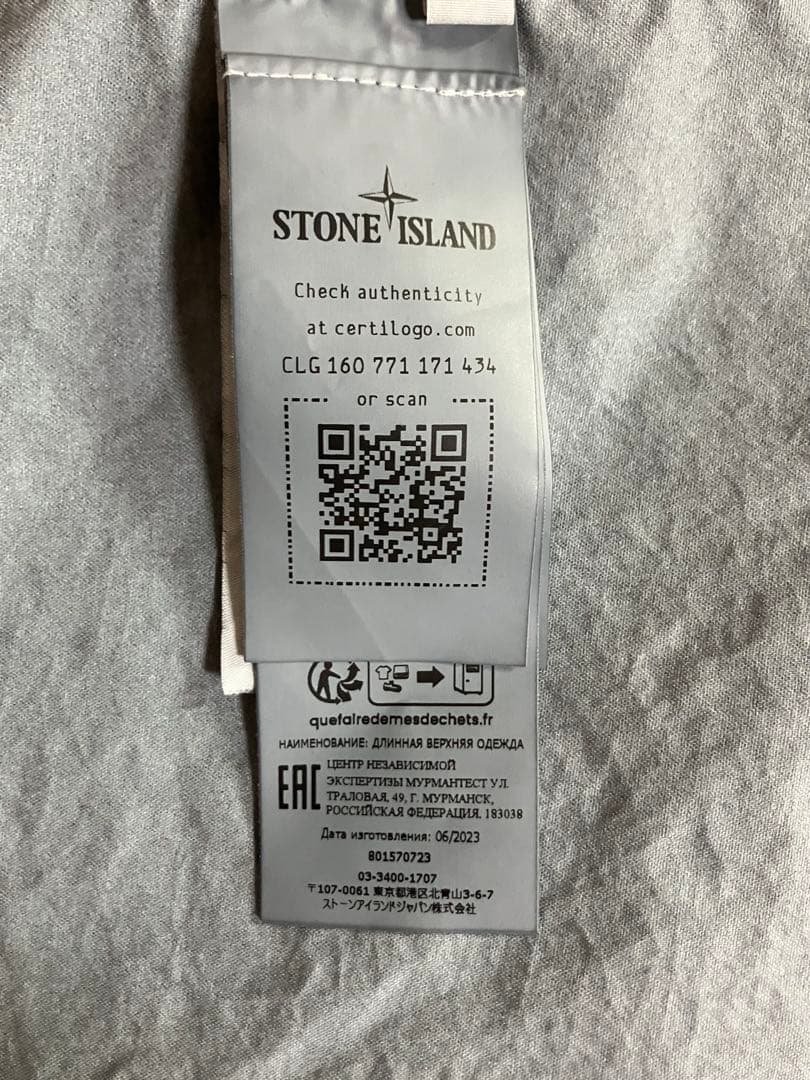 STONE ISLAND
Check authenticity
at certilogo.com
CLG 160 771 171 434
or scan
quefairedemesdechets.fr
НАИМЕНОВАНИЕ: ДЛИННАЯ ВЕРХНЯЯ ОДЕЖДА
EAC
ЦЕНТР НЕЗАВИСИМОЙ
ЭКСПЕРТИЗЫ МУРМАНТЕСТ УЛ.
ТРАЛОВАЯ, 49, Г. МУРМАНСК,
РОССИЙСКАЯ ФЕДЕРАЦИЯ, 183038
Дата изготовления: 06/2023
801570723
03-3400-1707
〒107-0061 東京都港区北青山3-6-7
ストーンアイランドジャパン株式会社